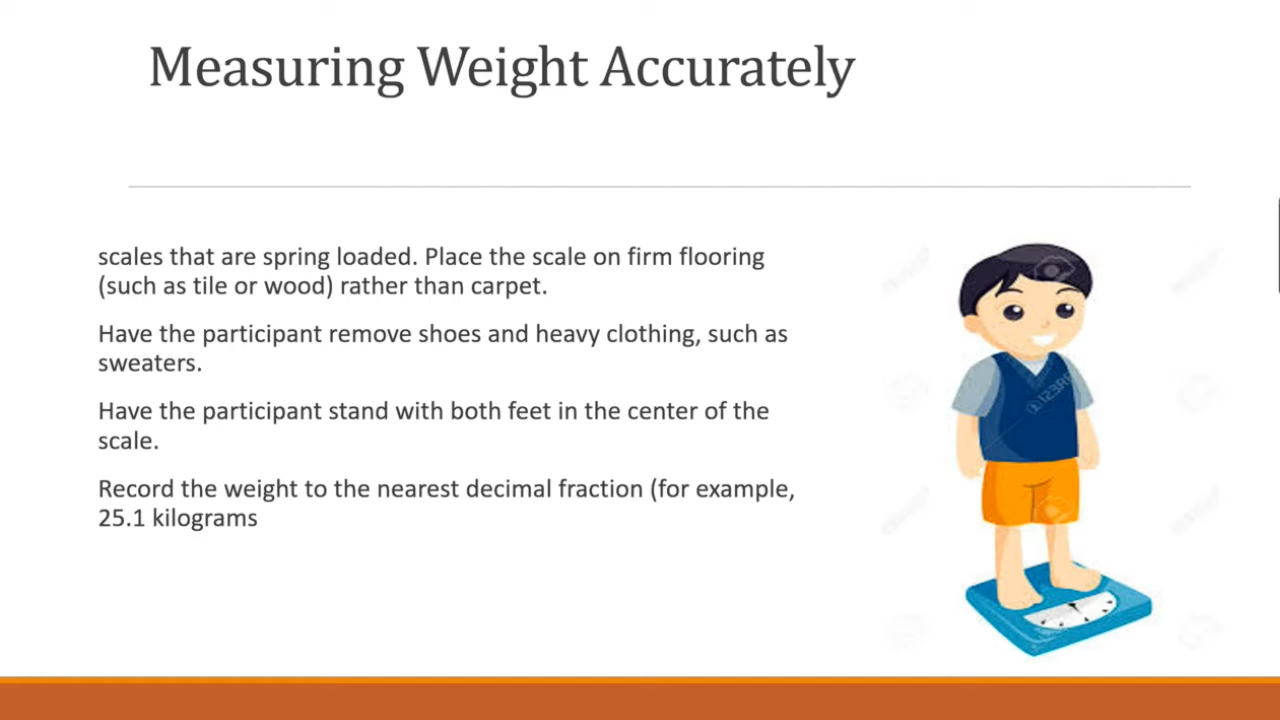 Measuring Weight Accurately
scales that are spring loaded. Place the scale on firm flooring
(such as tile or wood) rather than carpet.
Have the participant remove shoes and heavy clothing, such as
sweaters.
Have the participant stand with both feet in the center of the
scale.
Record the weight to the nearest decimal fraction (for example,
25.1 kilograms